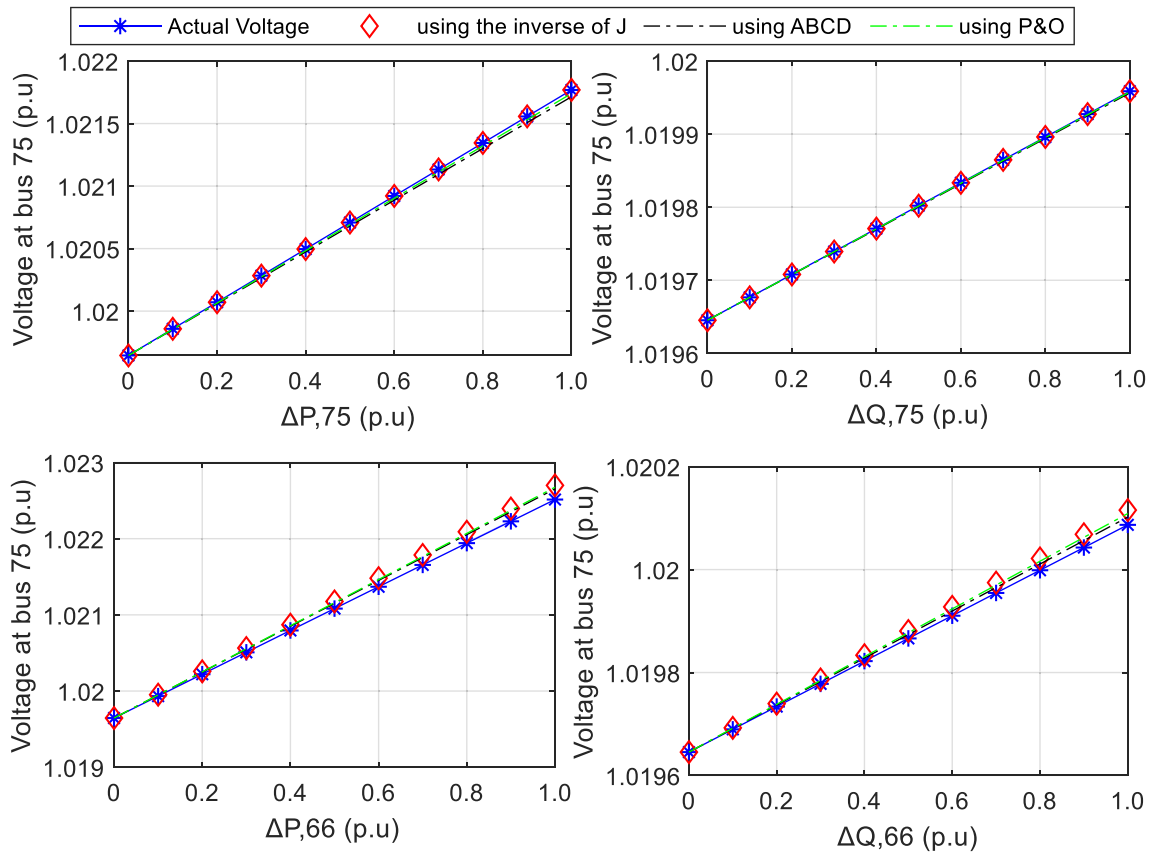 Actual Voltage using the inverse of J using ABCD using P&O
Voltage at bus 75 (p.u)
1.022
1.0215
1.021
1.0205
1.02
0 0.2 0.4 0.6 0.8 1.0
ΔP,75 (p.u)
Voltage at bus 75 (p.u)
1.02
1.01999
1.01998
1.01997
1.01996
0 0.2 0.4 0.6 0.8 1.0
ΔQ,75 (p.u)
Voltage at bus 75 (p.u)
1.023
1.022
1.021
1.02
1.019
0 0.2 0.4 0.6 0.8 1.0
ΔP,66 (p.u)
Voltage at bus 75 (p.u)
1.0202
1.02
1.0198
1.0196
0 0.2 0.4 0.6 0.8 1.0
ΔQ,66 (p.u)